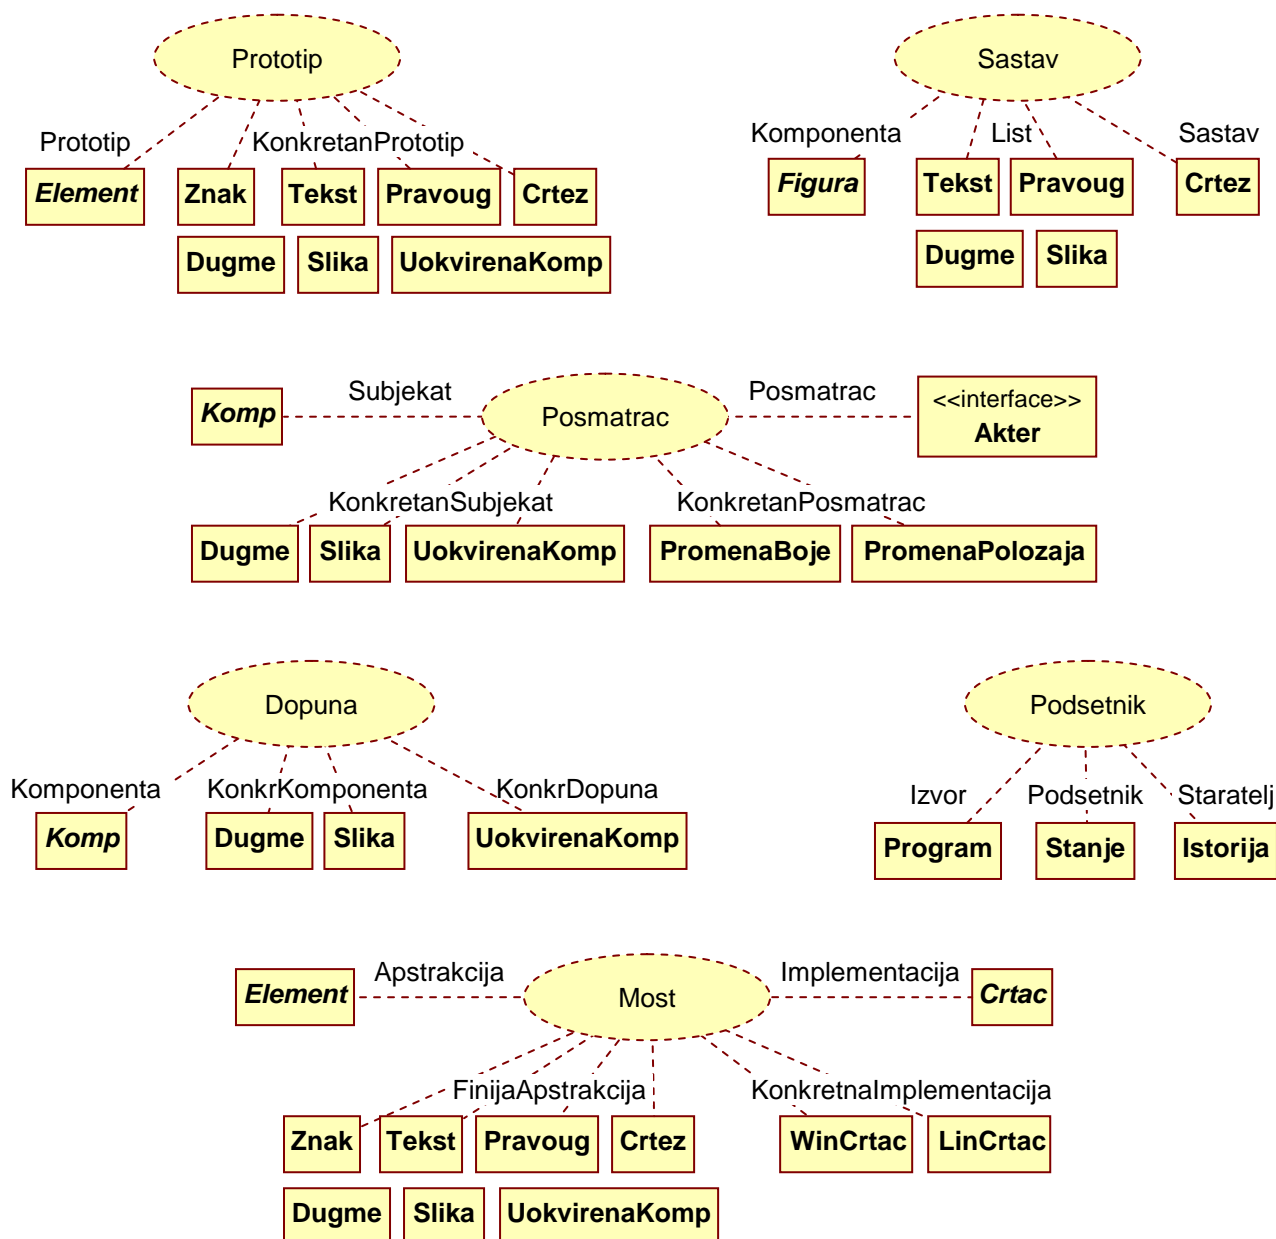 Prototip
Sastav
Prototip KonkretanPrototip
Komponenta List Sastav
Element Znak Tekst Pravoug Crtez
Figura Tekst Pravoug Crtez
Dugme Slika UokvirenaKomp
Dugme Slika
Komp Subjekat Posmatrac Posmatrac <<interface>>
Akter
KonkretanSubjekat KonkretanPosmatrac
Dugme Slika UokvirenaKomp PromenaBoje PromenaPolozaja
Dopuna
Podsetnik
Komponenta KonkrKomponenta KonkrDopuna
Izvor Podsetnik Staratelj
Komp Dugme Slika UokvirenaKomp
Program Stanje Istorija
Element Apstrakcija Most Implementacija Crtac
FinijaApstrakcija KonkretnaImplementacija
Znak Tekst Pravoug Crtez WinCrtac LinCrtac
Dugme Slika UokvirenaKomp